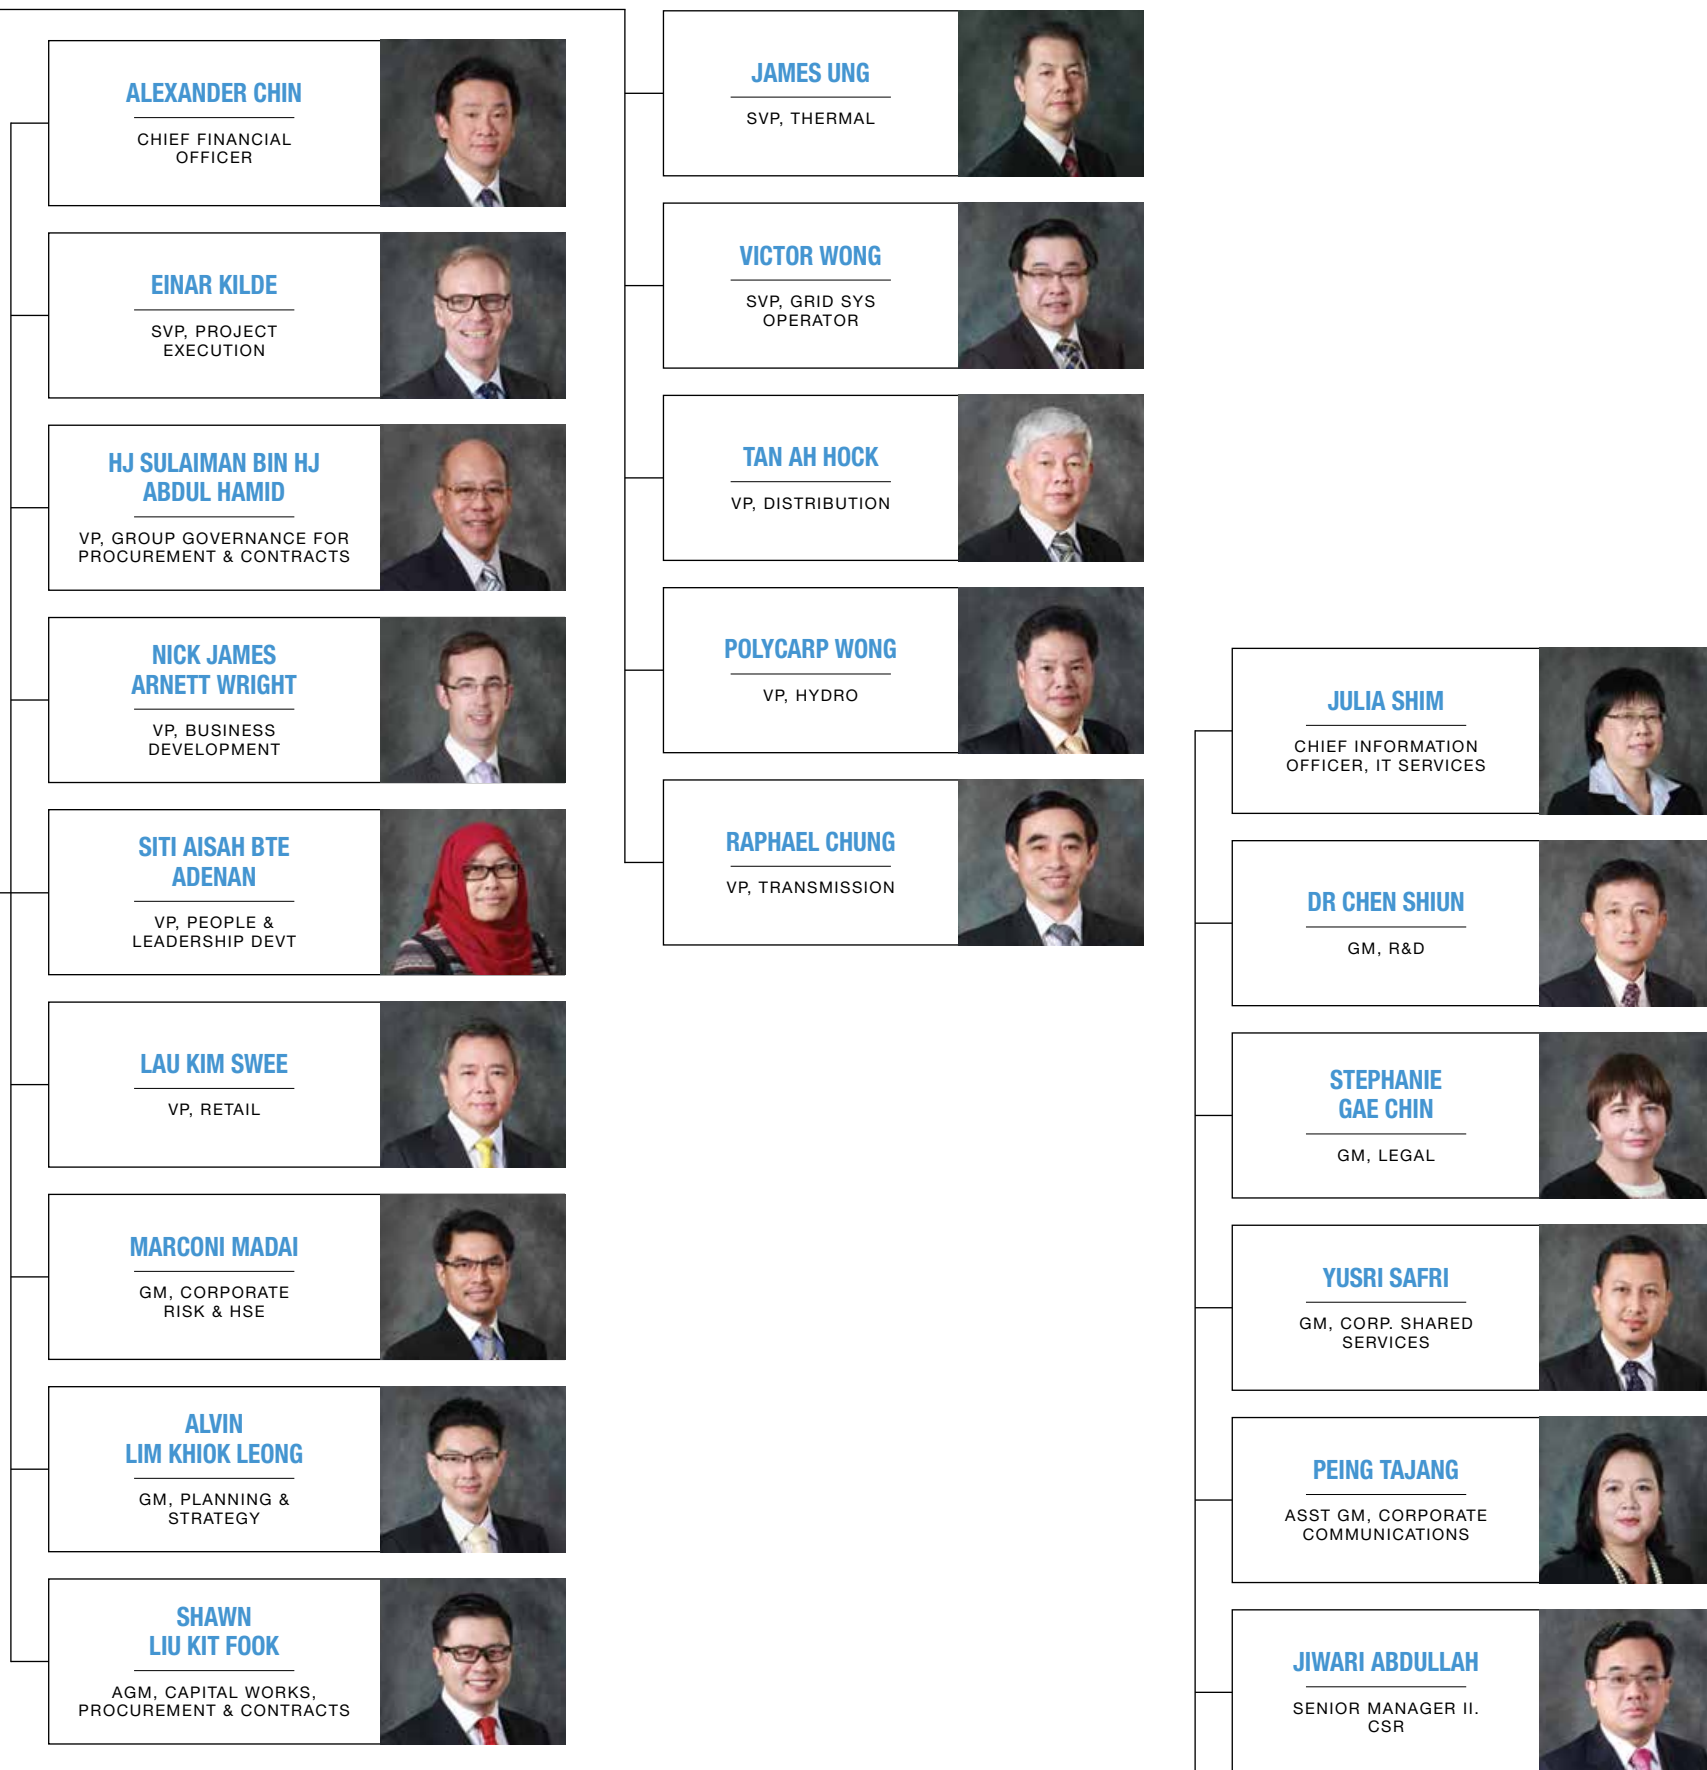 ALEXANDER CHIN
CHIEF FINANCIAL
OFFICER
EINAR KILDE
SVP, PROJECT
EXECUTION
HJ SULAIMAN BIN HJ
ABDUL HAMID
VP, GROUP GOVERNANCE FOR
PROCUREMENT & CONTRACTS
NICK JAMES
ARNETT WRIGHT
VP, BUSINESS
DEVELOPMENT
SITI AISAH BTE
ADENAN
VP, PEOPLE &
LEADERSHIP DEVT
LAU KIM SWEE
VP, RETAIL
MARCONI MADAI
GM, CORPORATE
RISK & HSE
ALVIN
LIM KHIOK LEONG
GM, PLANNING &
STRATEGY
SHAWN
LIU KIT FOOK
AGM, CAPITAL WORKS,
PROCUREMENT & CONTRACTS
JAMES UNG
SVP, THERMAL
VICTOR WONG
SVP, GRID SYS
OPERATOR
TAN AH HOCK
VP, DISTRIBUTION
POLYCARP WONG
VP, HYDRO
RAPHAEL CHUNG
VP, TRANSMISSION
JULIA SHIM
CHIEF INFORMATION
OFFICER, IT SERVICES
DR CHEN SHIUN
GM, R&D
STEPHANIE
GAE CHIN
GM, LEGAL
YUSRI SAFRI
GM, CORP. SHARED
SERVICES
PEING TAJANG
ASST GM, CORPORATE
COMMUNICATIONS
JIWARI ABDULLAH
SENIOR MANAGER II.
CSR